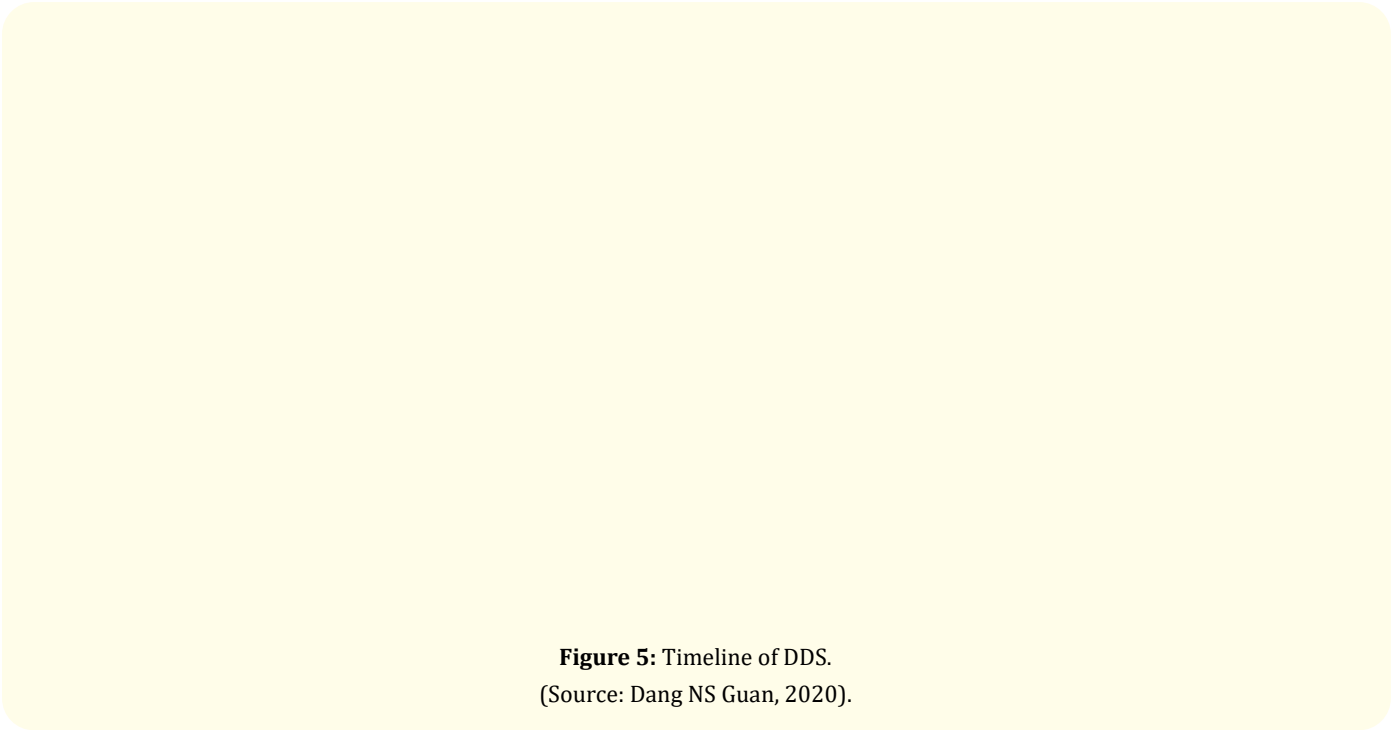 Figure 5: Timeline of DDS.
(Source: Dang NS Guan, 2020).